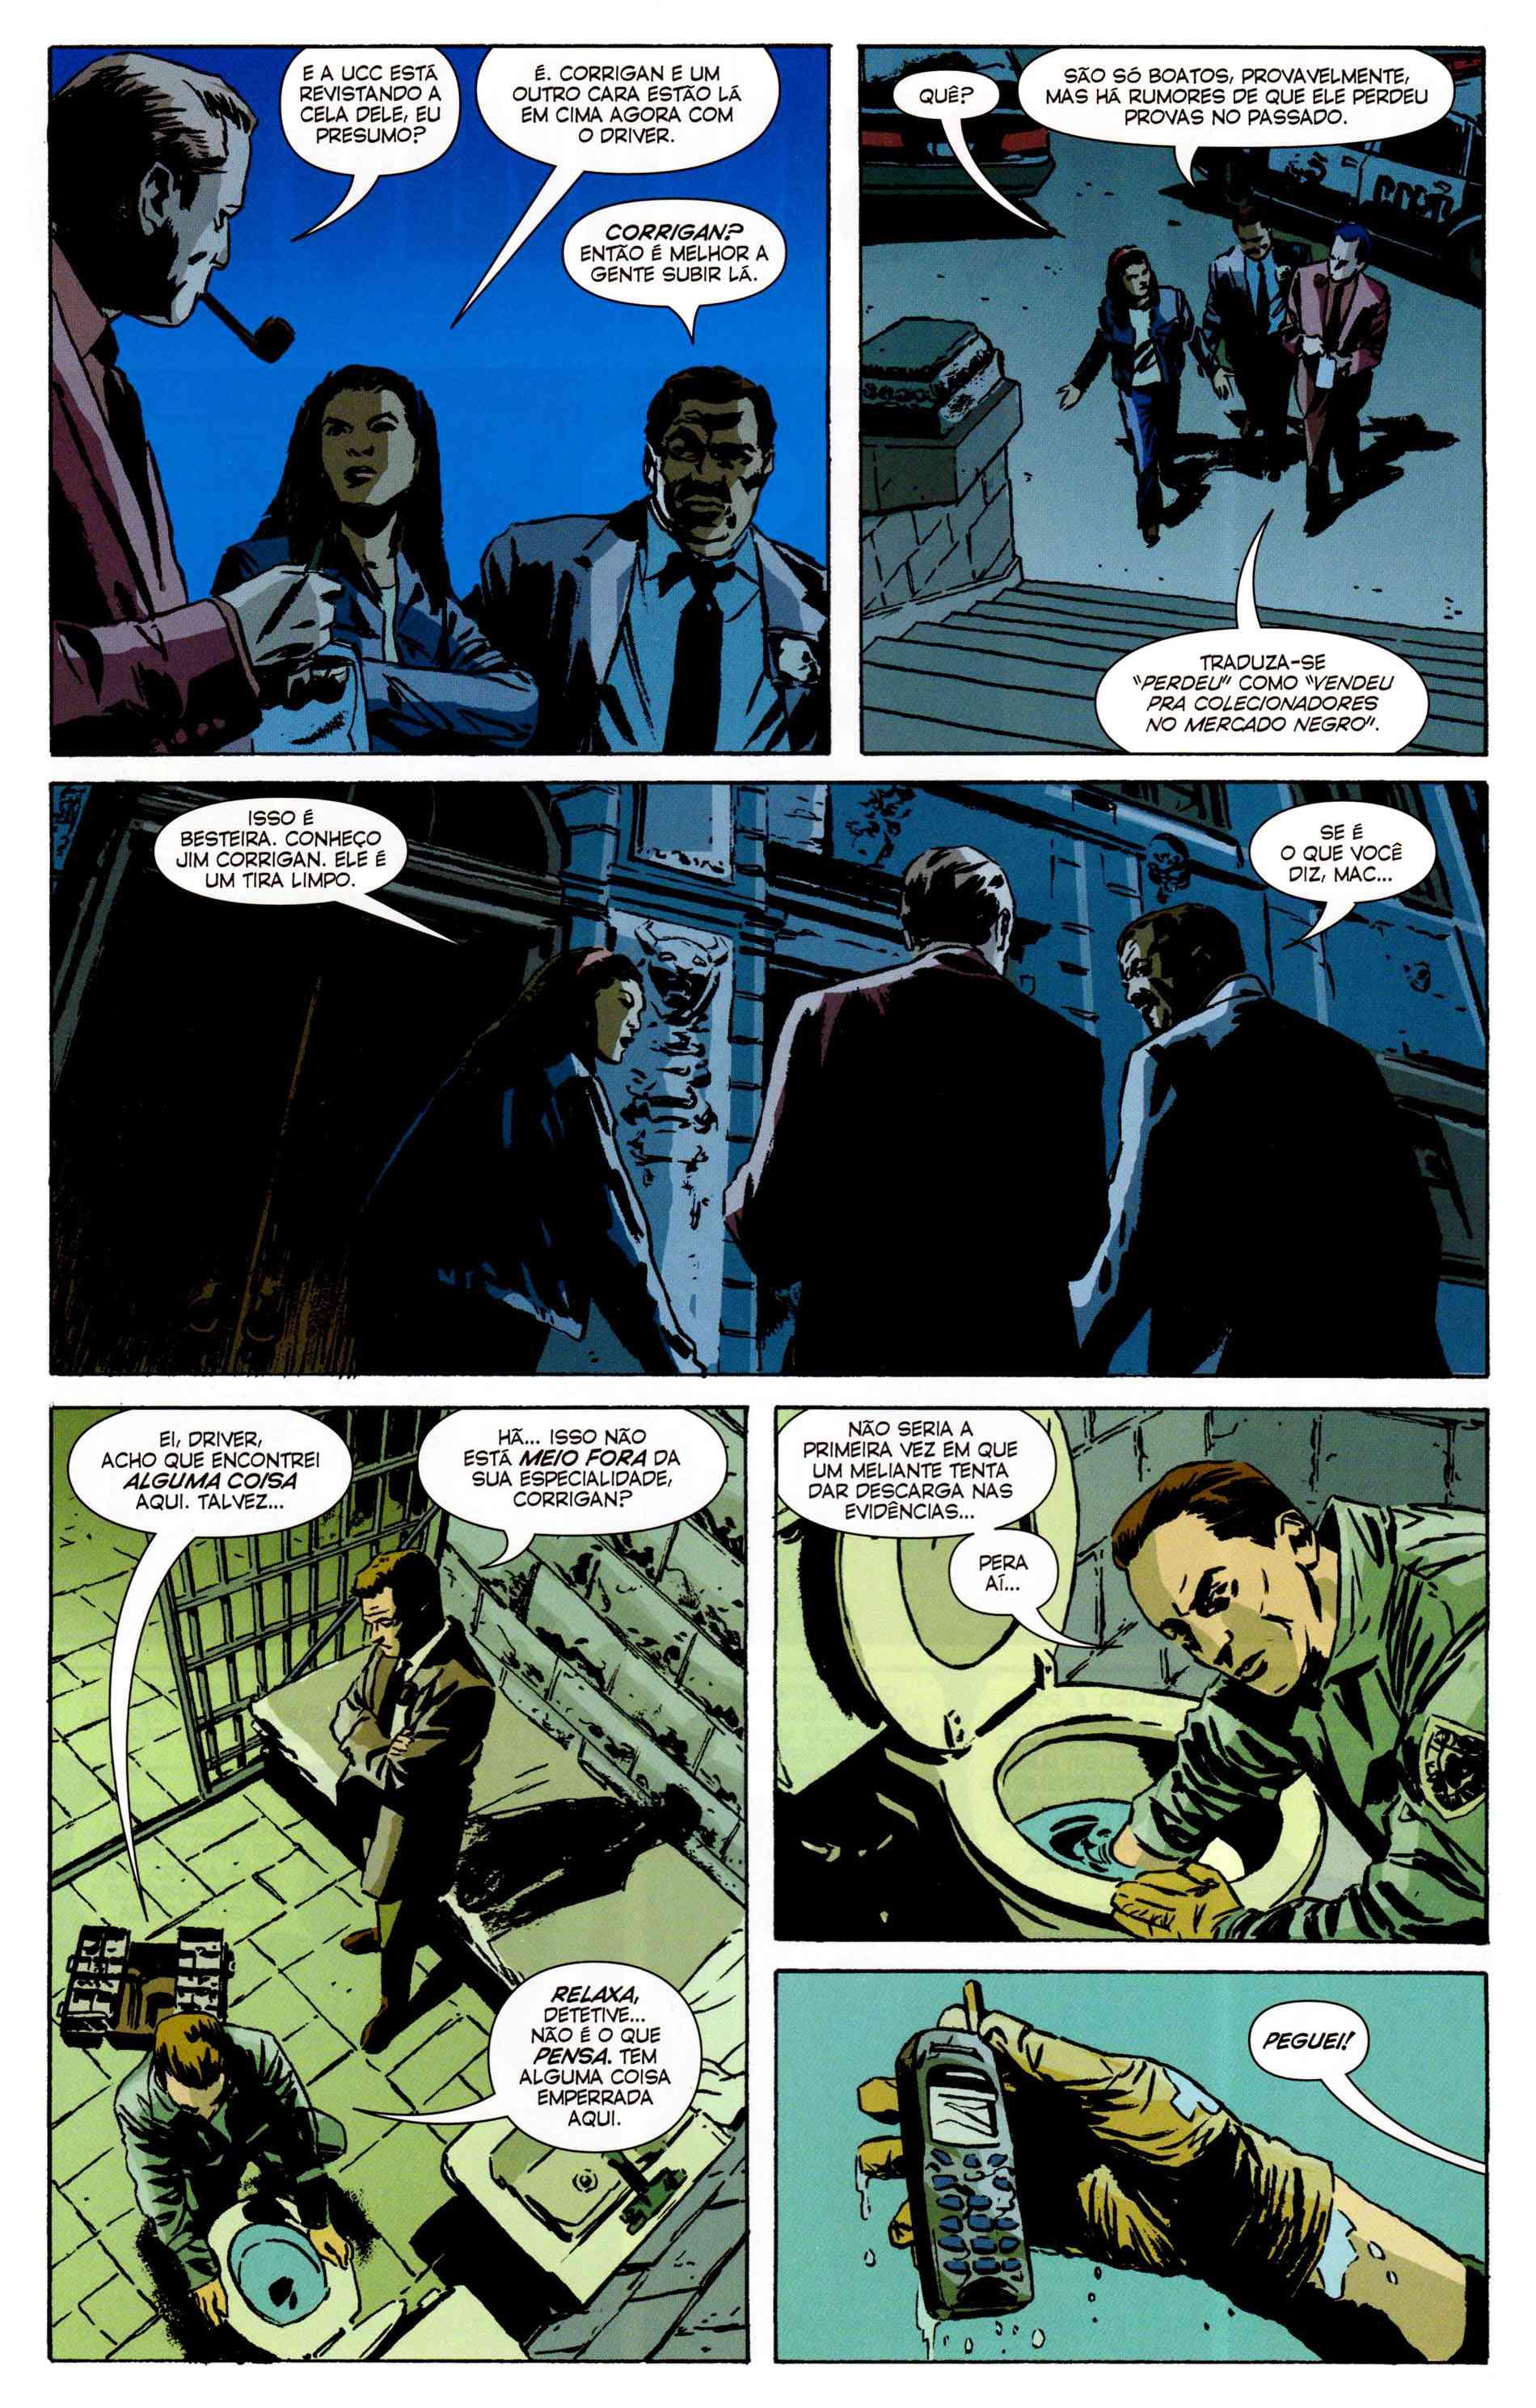 E A UCC ESTÁ
REVISTANDO A
CELA DELE, EU
PRESUMO?
É. CORRIGAN E UM
OUTRO CARA ESTÃO LÁ
EM CIMA AGORA COM
O DRIVER.
CORRIGAN?
ENTÃO É MELHOR A
GENTE SUBIR LÁ.
QUÊ?
SÃO SÓ BOATOS, PROVAVELMENTE,
MAS HÁ RUMORES DE QUE ELE PERDEU
PROVAS NO PASSADO.
TRADUZA-SE
"PERDEU" COMO "VENDEU
PRA COLECIONADORES
NO MERCADO NEGRO".
ISSO É
BESTEIRA. CONHEÇO
JIM CORRIGAN. ELE É
UM TIRA LIMPO.
SE É
O QUE VOCÊ
DIZ, MAC...
EI, DRIVER,
ACHO QUE ENCONTREI
ALGUMA COISA
AQUI. TALVEZ...
HÃ... ISSO NÃO
ESTÁ MEIO FORA DA
SUA ESPECIALIDADE,
CORRIGAN?
RELAXA,
DETETIVE...
NÃO É O QUE
PENSA. TEM
ALGUMA COISA
EMPERRADA
AQUI.
NÃO SERIA A
PRIMEIRA VEZ EM QUE
UM MELIANTE TENTA
DAR DESCARGA NAS
EVIDÊNCIAS...
PERA
AÍ...
PEGUEI!